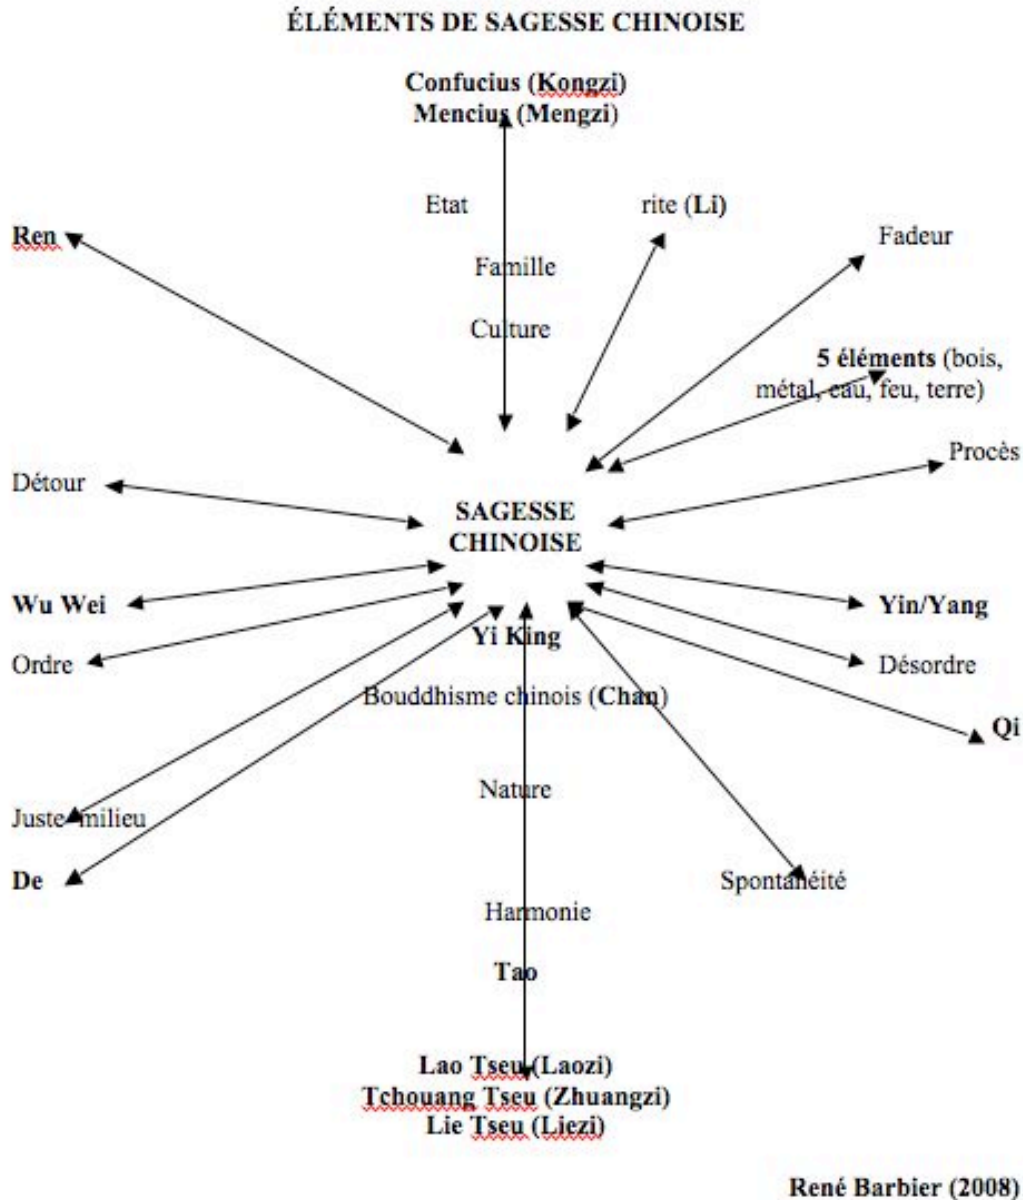 ÉLÉMENTS DE SAGESSE CHINOISE
Confucius (Kongzi)
Mencius (Mengzi)
Etat
rite (Li)
Ren
Fadeur
Famille
Culture
5 éléments (bois,
métal, eau, feu, terre)
Procès
Détour
SAGESSE
CHINOISE
Wu Wei
Yin/Yang
Yi King
Ordre
Désordre
Bouddhisme chinois (Chan)
Qi
Nature
Juste milieu
De
Spontanéité
Harmonie
Tao
Lao Tseu (Laozi)
Tchouang Tseu (Zhuangzi)
Lie Tseu (Liezi)
René Barbier (2008)